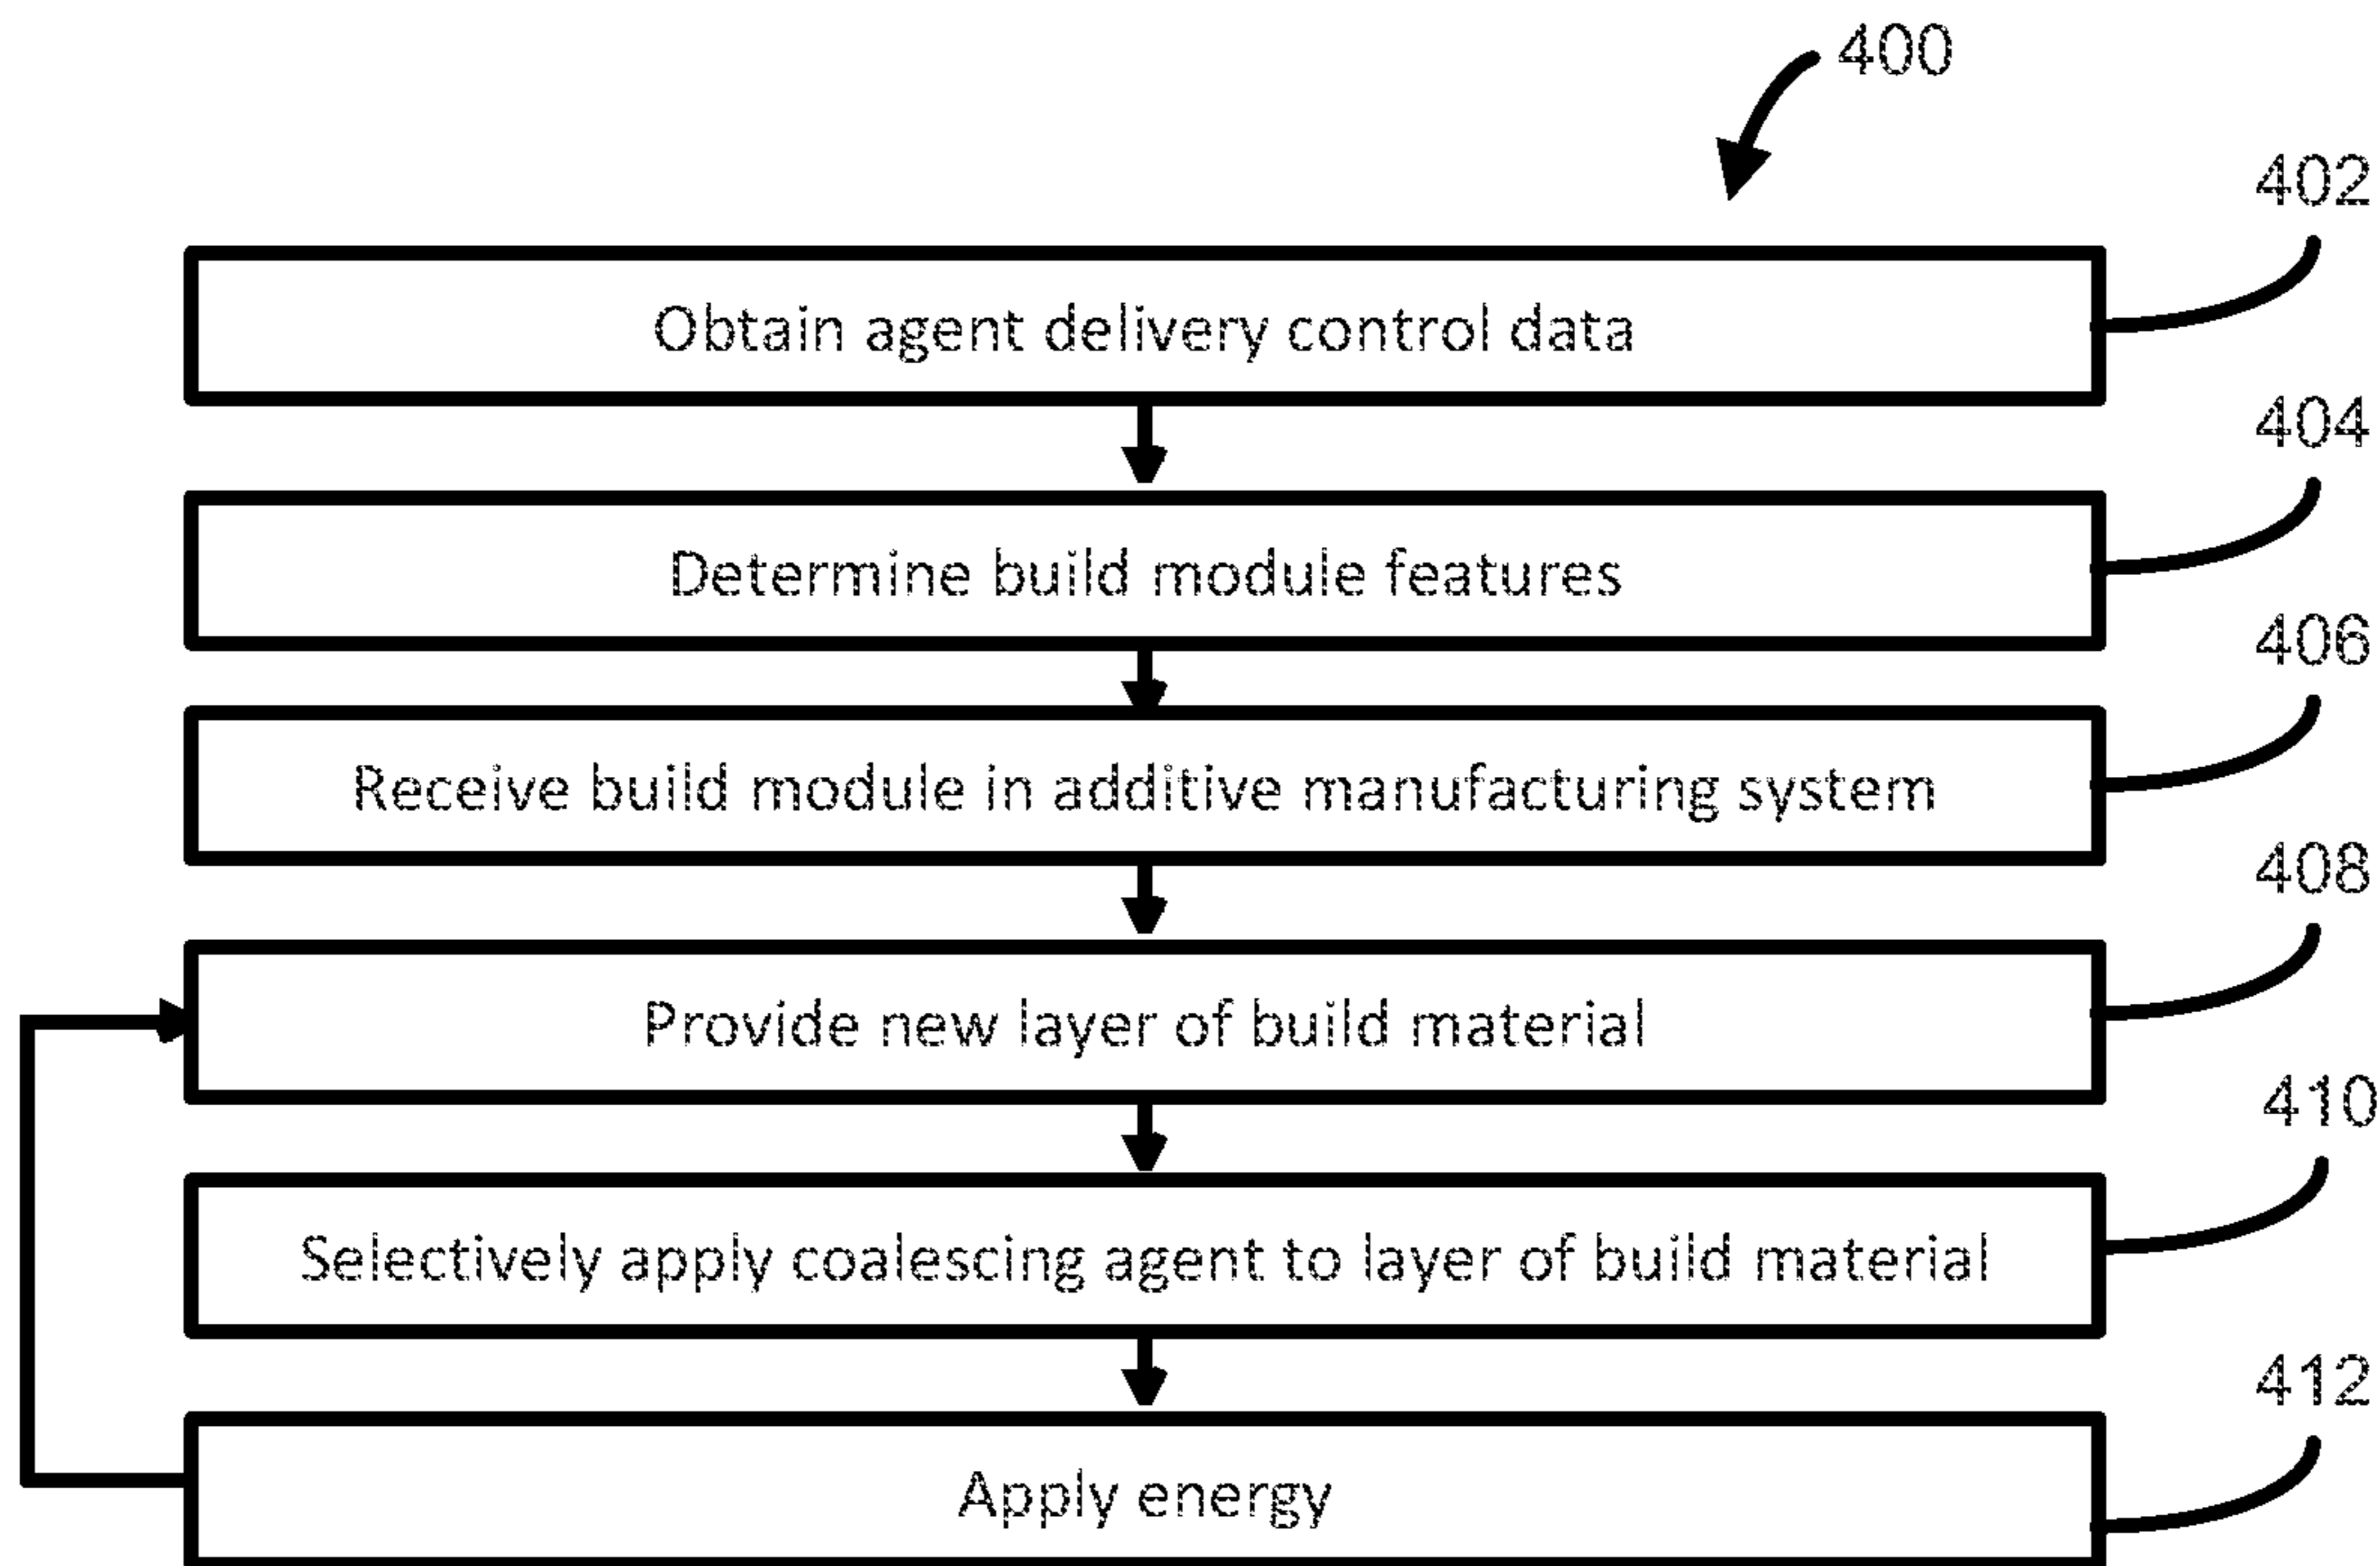 400
402
Obtain agent delivery control data
404
Determine build module features
406
Receive build module in additive manufacturing system
408
Provide new layer of build material
410
Selectively apply coalescing agent to layer of build material
412
Apply energy